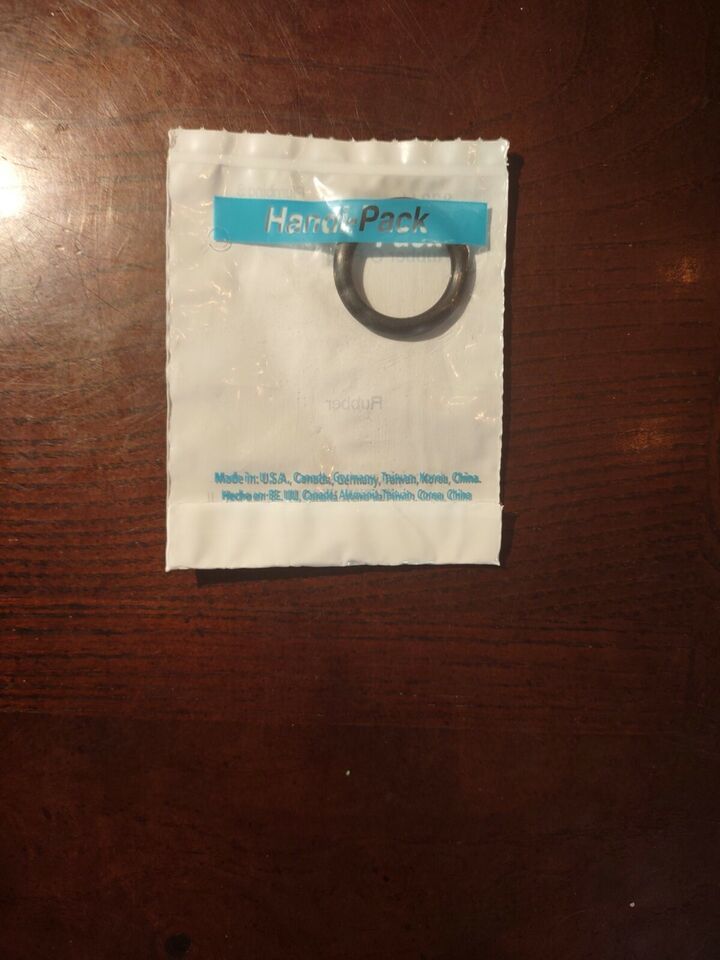 Handi-Pack
Rubber
Made in: U.S.A., Canada, Germany, Taiwan, Korea, China.
Hecho en: EE. UU., Canadá, Alemania, Taiwan, Corea, China